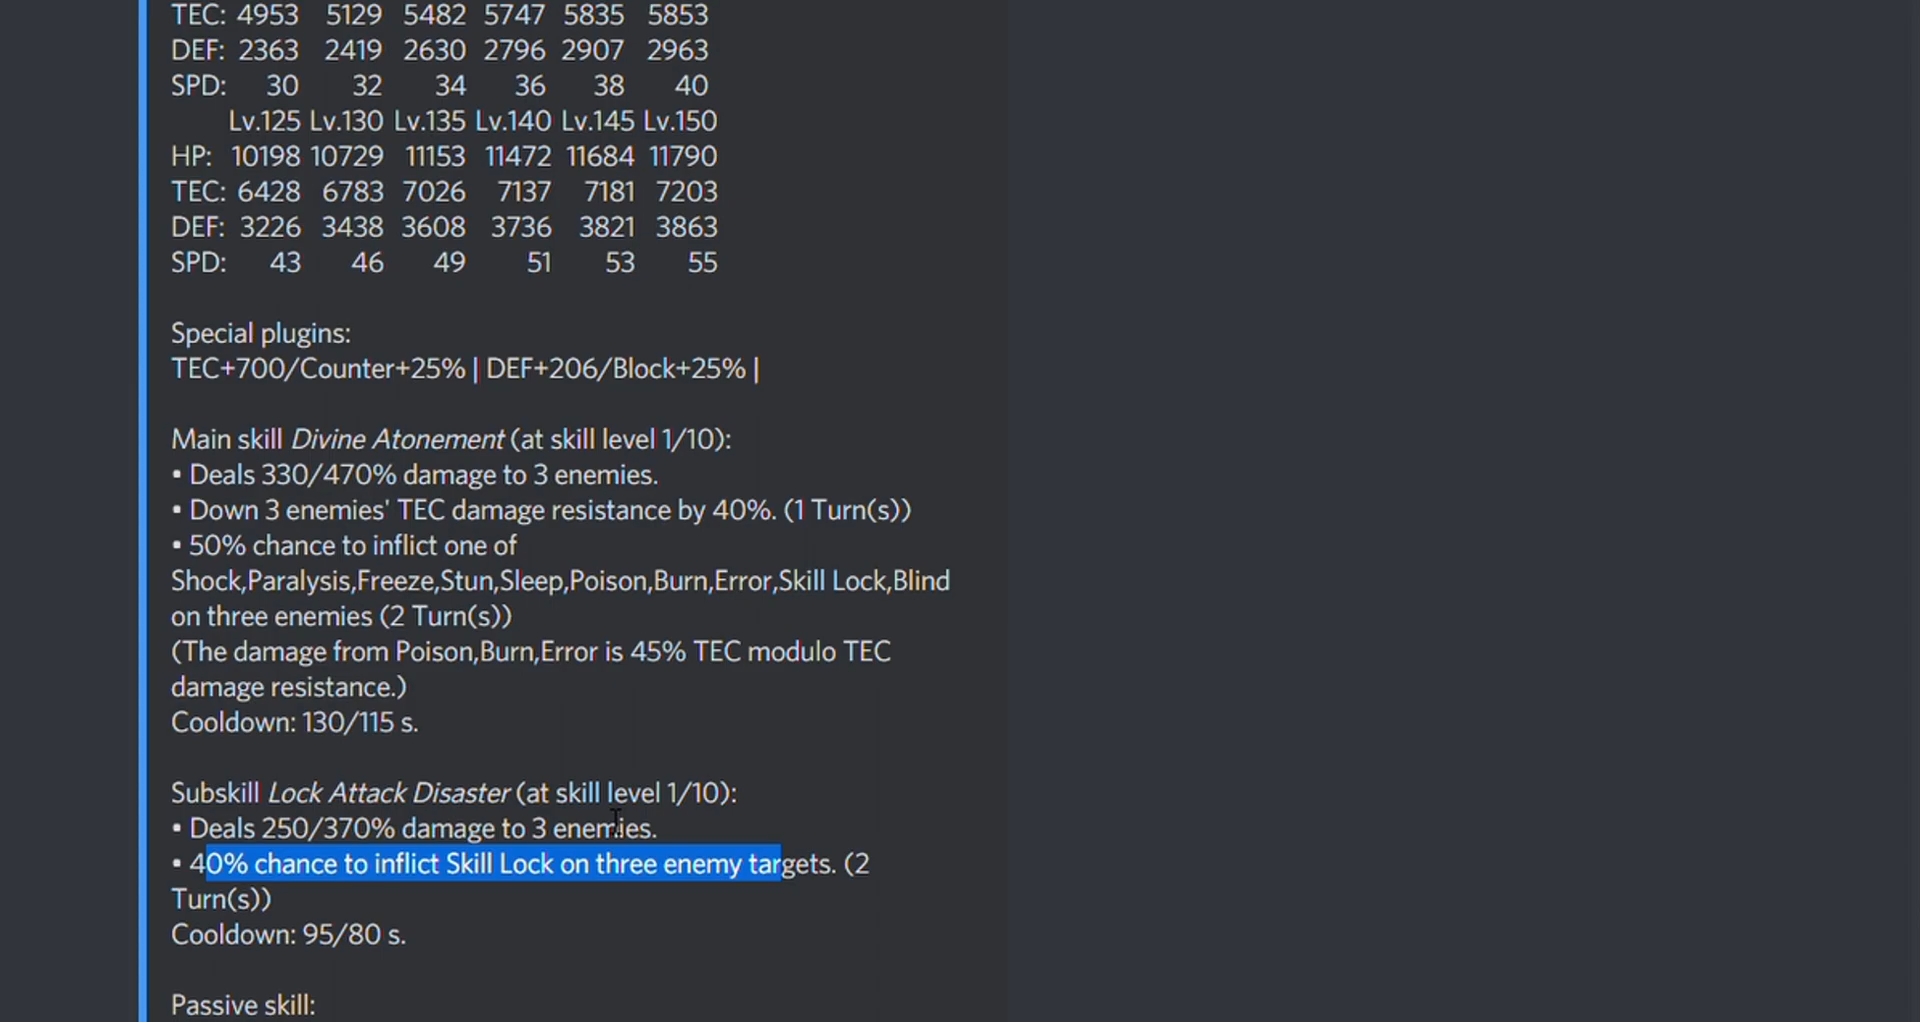 TEC: 4953 5129 5482 5747 5835 5853
DEF: 2363 2419 2630 2796 2907 2963
SPD: 30 32 34 36 38 40
Lv.125 Lv.130 Lv.135 Lv.140 Lv.145 Lv.150
HP: 10198 10729 11153 11472 11684 11790
TEC: 6428 6783 7026 7137 7181 7203
DEF: 3226 3438 3608 3736 3821 3863
SPD: 43 46 49 51 53 55
Special plugins:
TEC+700/Counter+25% | DEF+206/Block+25% |
Main skill Divine Atonement (at skill level 1/10):
• Deals 330/470% damage to 3 enemies.
• Down 3 enemies' TEC damage resistance by 40%. (1 Turn(s))
• 50% chance to inflict one of
Shock,Paralysis,Freeze,Stun,Sleep,Poison,Burn,Error,Skill Lock,Blind
on three enemies (2 Turn(s))
(The damage from Poison,Burn,Error is 45% TEC modulo TEC
damage resistance.)
Cooldown: 130/115 s.
Subskill Lock Attack Disaster (at skill level 1/10):
• Deals 250/370% damage to 3 enemies.
• 40% chance to inflict Skill Lock on three enemy targets. (2
Turn(s))
Cooldown: 95/80 s.
Passive skill: